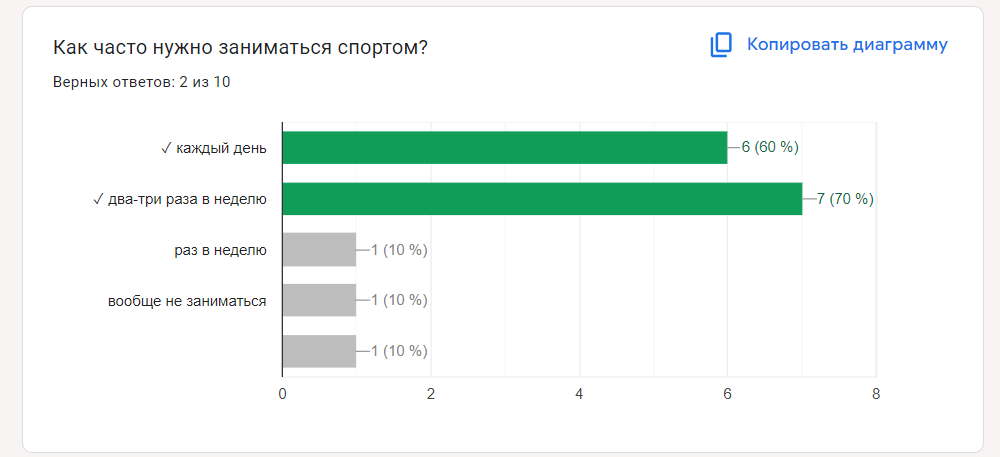 Как часто нужно заниматься спортом?
Копировать диаграмму
Верных ответов: 2 из 10
✓ каждый день
6 (60 %)
✓ два-три раза в неделю
7 (70 %)
раз в неделю
1 (10 %)
вообще не заниматься
1 (10 %)
1 (10 %)
0 2 4 6 8